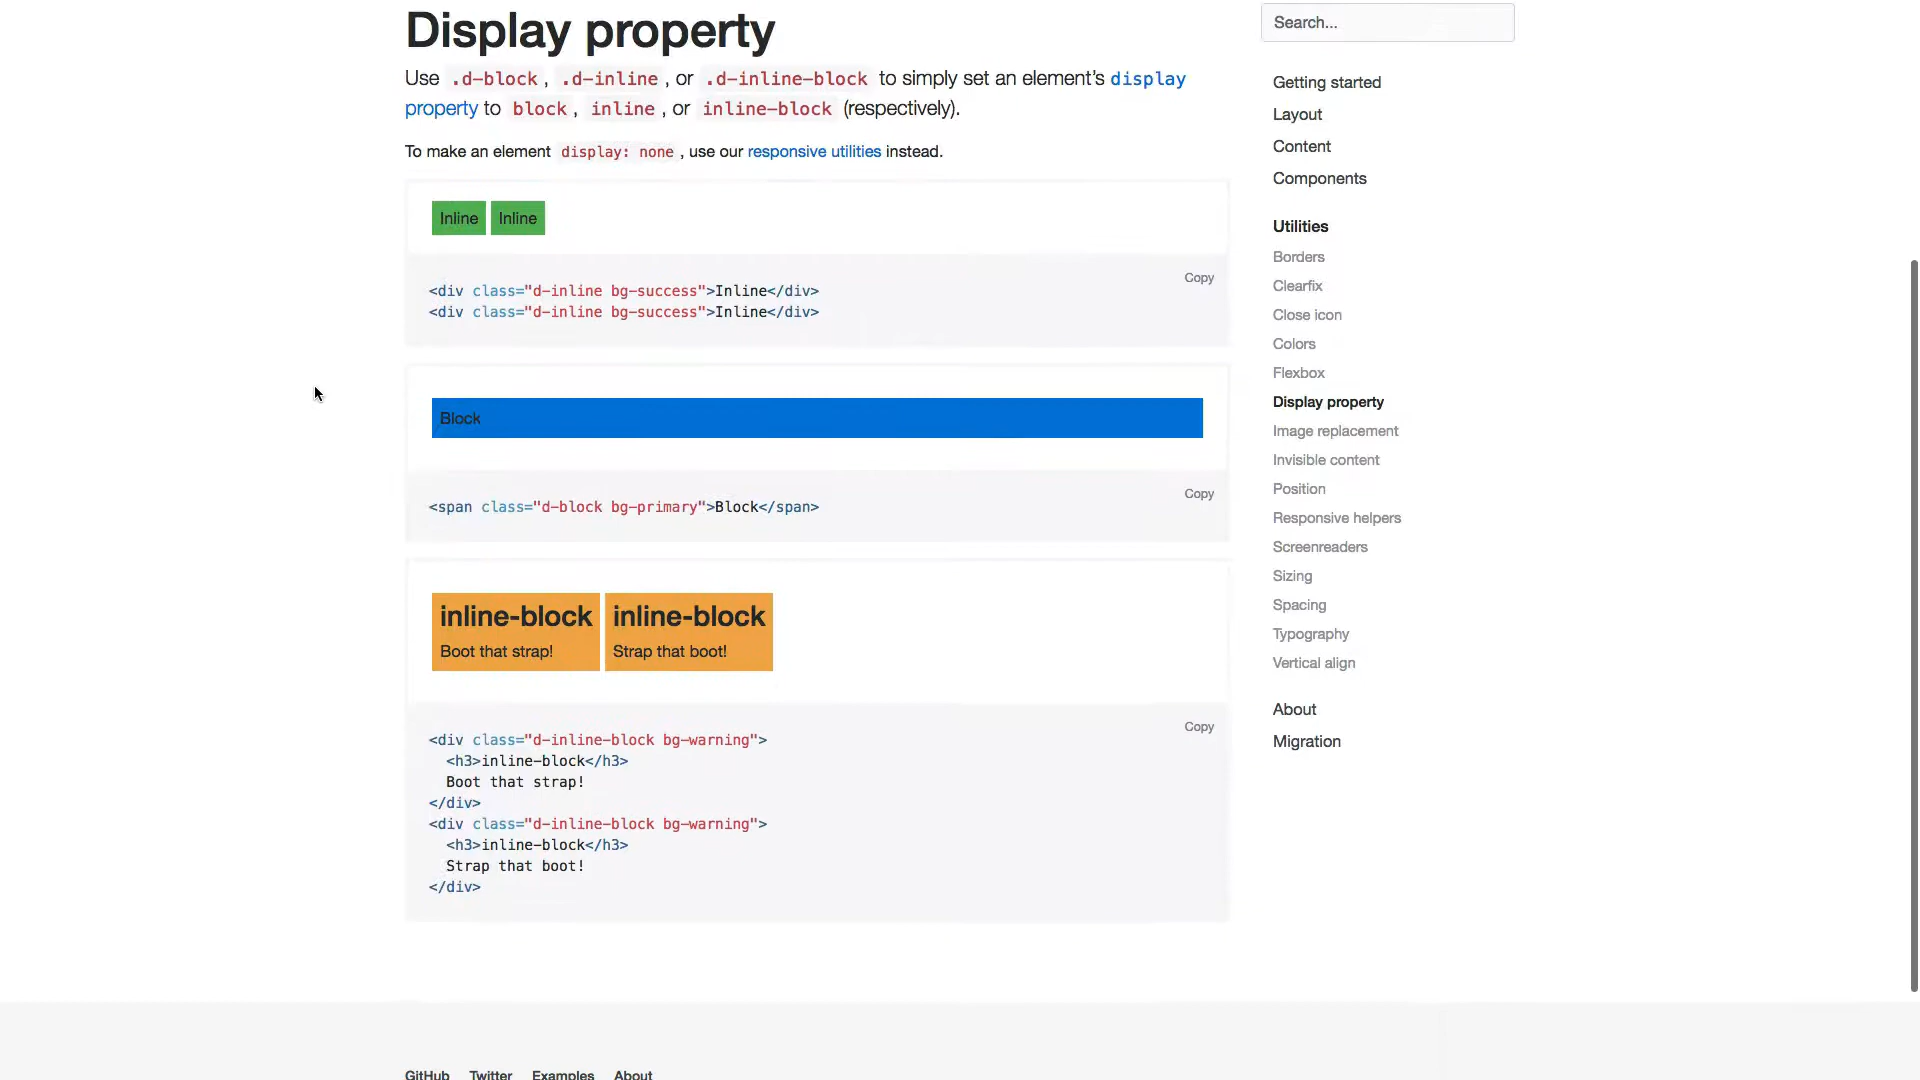 Display property
Use .d-block, .d-inline, or .d-inline-block to simply set an element’s display
property to block, inline, or inline-block (respectively).
To make an element display: none, use our responsive utilities instead.
Inline Inline
Copy
<div class="d-inline bg-success">Inline</div>
<div class="d-inline bg-success">Inline</div>
Block
Copy
<span class="d-block bg-primary">Block</span>
inline-block inline-block
Boot that strap! Strap that boot!
Copy
<div class="d-inline-block bg-warning">
  <h3>inline-block</h3>
  Boot that strap!
</div>
<div class="d-inline-block bg-warning">
  <h3>inline-block</h3>
  Strap that boot!
</div>
Search...
Getting started
Layout
Content
Components
Utilities
Borders
Clearfix
Close icon
Colors
Flexbox
Display property
Image replacement
Invisible content
Position
Responsive helpers
Screenreaders
Sizing
Spacing
Typography
Vertical align
About
Migration
GitHub Twitter Examples About